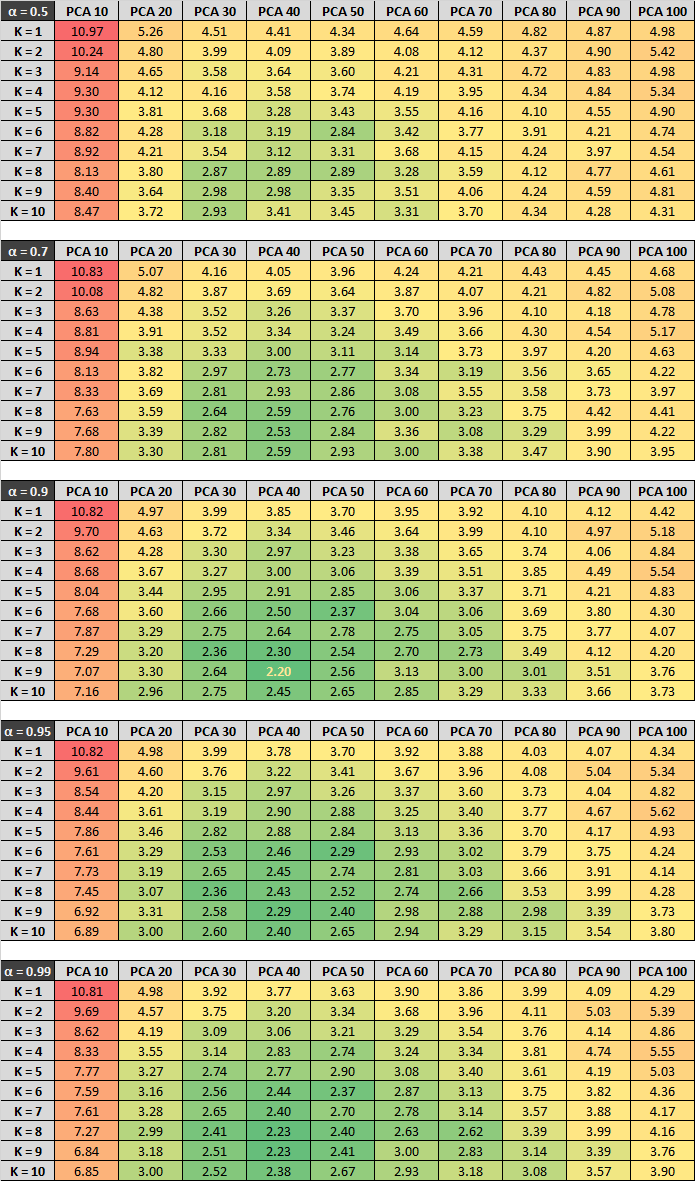 α = 0.5 PCA 10 PCA 20 PCA 30 PCA 40 PCA 50 PCA 60 PCA 70 PCA 80 PCA 90 PCA 100
K = 1 10.97 5.26 4.51 4.41 4.34 4.64 4.59 4.82 4.87 4.98
K = 2 10.24 4.80 3.99 4.09 3.89 4.08 4.12 4.37 4.90 5.42
K = 3 9.14 4.65 3.58 3.64 3.60 4.21 4.31 4.72 4.83 4.98
K = 4 9.30 4.12 4.16 3.58 3.74 4.19 3.95 4.34 4.84 5.34
K = 5 9.30 3.81 3.68 3.28 3.43 3.55 4.16 4.10 4.55 4.90
K = 6 8.82 4.28 3.18 3.19 2.84 3.42 3.77 3.91 4.21 4.74
K = 7 8.92 4.21 3.54 3.12 3.31 3.68 4.15 4.24 3.97 4.54
K = 8 8.13 3.80 2.87 2.89 2.89 3.28 3.59 4.12 4.77 4.61
K = 9 8.40 3.64 2.98 2.98 3.35 3.51 4.06 4.24 4.59 4.81
K = 10 8.47 3.72 2.93 3.41 3.45 3.31 3.70 4.34 4.28 4.31
α = 0.7 PCA 10 PCA 20 PCA 30 PCA 40 PCA 50 PCA 60 PCA 70 PCA 80 PCA 90 PCA 100
K = 1 10.83 5.07 4.16 4.05 3.96 4.24 4.21 4.43 4.45 4.68
K = 2 10.08 4.82 3.87 3.69 3.64 3.87 4.07 4.21 4.82 5.08
K = 3 8.63 4.38 3.52 3.26 3.37 3.70 3.96 4.10 4.18 4.78
K = 4 8.81 3.91 3.52 3.34 3.24 3.49 3.66 4.30 4.54 5.17
K = 5 8.94 3.38 3.33 3.00 3.11 3.14 3.73 3.97 4.20 4.63
K = 6 8.13 3.82 2.97 2.73 2.77 3.34 3.19 3.56 3.65 4.22
K = 7 8.33 3.69 2.81 2.93 2.86 3.08 3.55 3.58 3.73 3.97
K = 8 7.63 3.59 2.64 2.59 2.76 3.00 3.23 3.75 4.42 4.41
K = 9 7.68 3.39 2.82 2.53 2.84 3.36 3.08 3.29 3.99 4.22
K = 10 7.80 3.30 2.81 2.59 2.93 3.00 3.38 3.47 3.90 3.95
α = 0.9 PCA 10 PCA 20 PCA 30 PCA 40 PCA 50 PCA 60 PCA 70 PCA 80 PCA 90 PCA 100
K = 1 10.82 4.97 3.99 3.85 3.70 3.95 3.92 4.10 4.12 4.42
K = 2 9.70 4.63 3.72 3.34 3.46 3.64 3.99 4.10 4.97 5.18
K = 3 8.62 4.28 3.30 2.97 3.23 3.38 3.65 3.74 4.06 4.84
K = 4 8.68 3.67 3.27 3.00 3.06 3.39 3.51 3.85 4.49 5.54
K = 5 8.04 3.44 2.95 2.91 2.85 3.06 3.37 3.71 4.21 4.83
K = 6 7.68 3.60 2.66 2.50 2.37 3.04 3.06 3.69 3.80 4.30
K = 7 7.87 3.29 2.75 2.64 2.78 2.75 3.05 3.75 3.77 4.07
K = 8 7.29 3.20 2.36 2.30 2.54 2.70 2.73 3.49 4.12 4.20
K = 9 7.07 3.30 2.64 2.20 2.56 3.13 3.00 3.01 3.51 3.76
K = 10 7.16 2.96 2.75 2.45 2.65 2.85 3.29 3.33 3.66 3.73
α = 0.95 PCA 10 PCA 20 PCA 30 PCA 40 PCA 50 PCA 60 PCA 70 PCA 80 PCA 90 PCA 100
K = 1 10.82 4.98 3.99 3.78 3.70 3.92 3.88 4.03 4.07 4.34
K = 2 9.61 4.60 3.76 3.22 3.41 3.67 3.96 4.08 5.04 5.34
K = 3 8.54 4.20 3.15 2.97 3.26 3.37 3.60 3.73 4.04 4.82
K = 4 8.44 3.61 3.19 2.90 2.88 3.25 3.40 3.77 4.67 5.62
K = 5 7.86 3.46 2.82 2.88 2.84 3.13 3.36 3.70 4.17 4.93
K = 6 7.61 3.29 2.53 2.46 2.29 2.93 3.02 3.79 3.75 4.24
K = 7 7.73 3.19 2.65 2.45 2.74 2.81 3.03 3.66 3.91 4.14
K = 8 7.45 3.07 2.36 2.43 2.52 2.74 2.66 3.53 3.99 4.28
K = 9 6.92 3.31 2.58 2.29 2.40 2.98 2.88 2.98 3.39 3.73
K = 10 6.89 3.00 2.60 2.40 2.65 2.94 3.29 3.15 3.54 3.80
α = 0.99 PCA 10 PCA 20 PCA 30 PCA 40 PCA 50 PCA 60 PCA 70 PCA 80 PCA 90 PCA 100
K = 1 10.81 4.98 3.92 3.77 3.63 3.90 3.86 3.99 4.09 4.29
K = 2 9.69 4.57 3.75 3.20 3.34 3.68 3.96 4.11 5.03 5.39
K = 3 8.62 4.19 3.09 3.06 3.21 3.29 3.54 3.76 4.14 4.86
K = 4 8.33 3.55 3.14 2.83 2.74 3.24 3.34 3.81 4.74 5.55
K = 5 7.77 3.27 2.74 2.77 2.90 3.08 3.40 3.61 4.19 5.03
K = 6 7.59 3.16 2.56 2.44 2.37 2.87 3.13 3.75 3.82 4.36
K = 7 7.61 3.28 2.65 2.40 2.70 2.78 3.14 3.57 3.88 4.17
K = 8 7.27 2.99 2.41 2.23 2.40 2.63 2.62 3.39 3.99 4.16
K = 9 6.84 3.18 2.51 2.23 2.41 3.00 2.83 3.14 3.39 3.76
K = 10 6.85 3.00 2.52 2.38 2.67 2.93 3.18 3.08 3.57 3.90